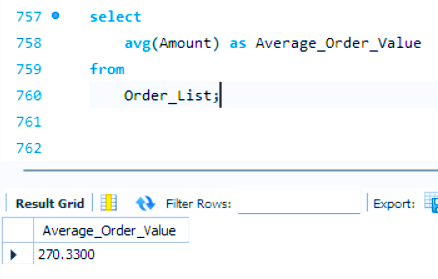 757 select
758 avg(Amount) as Average_Order_Value
759 from
760 Order_List;
761
762
Result Grid Filter Rows: Export:
Average_Order_Value
270.3300